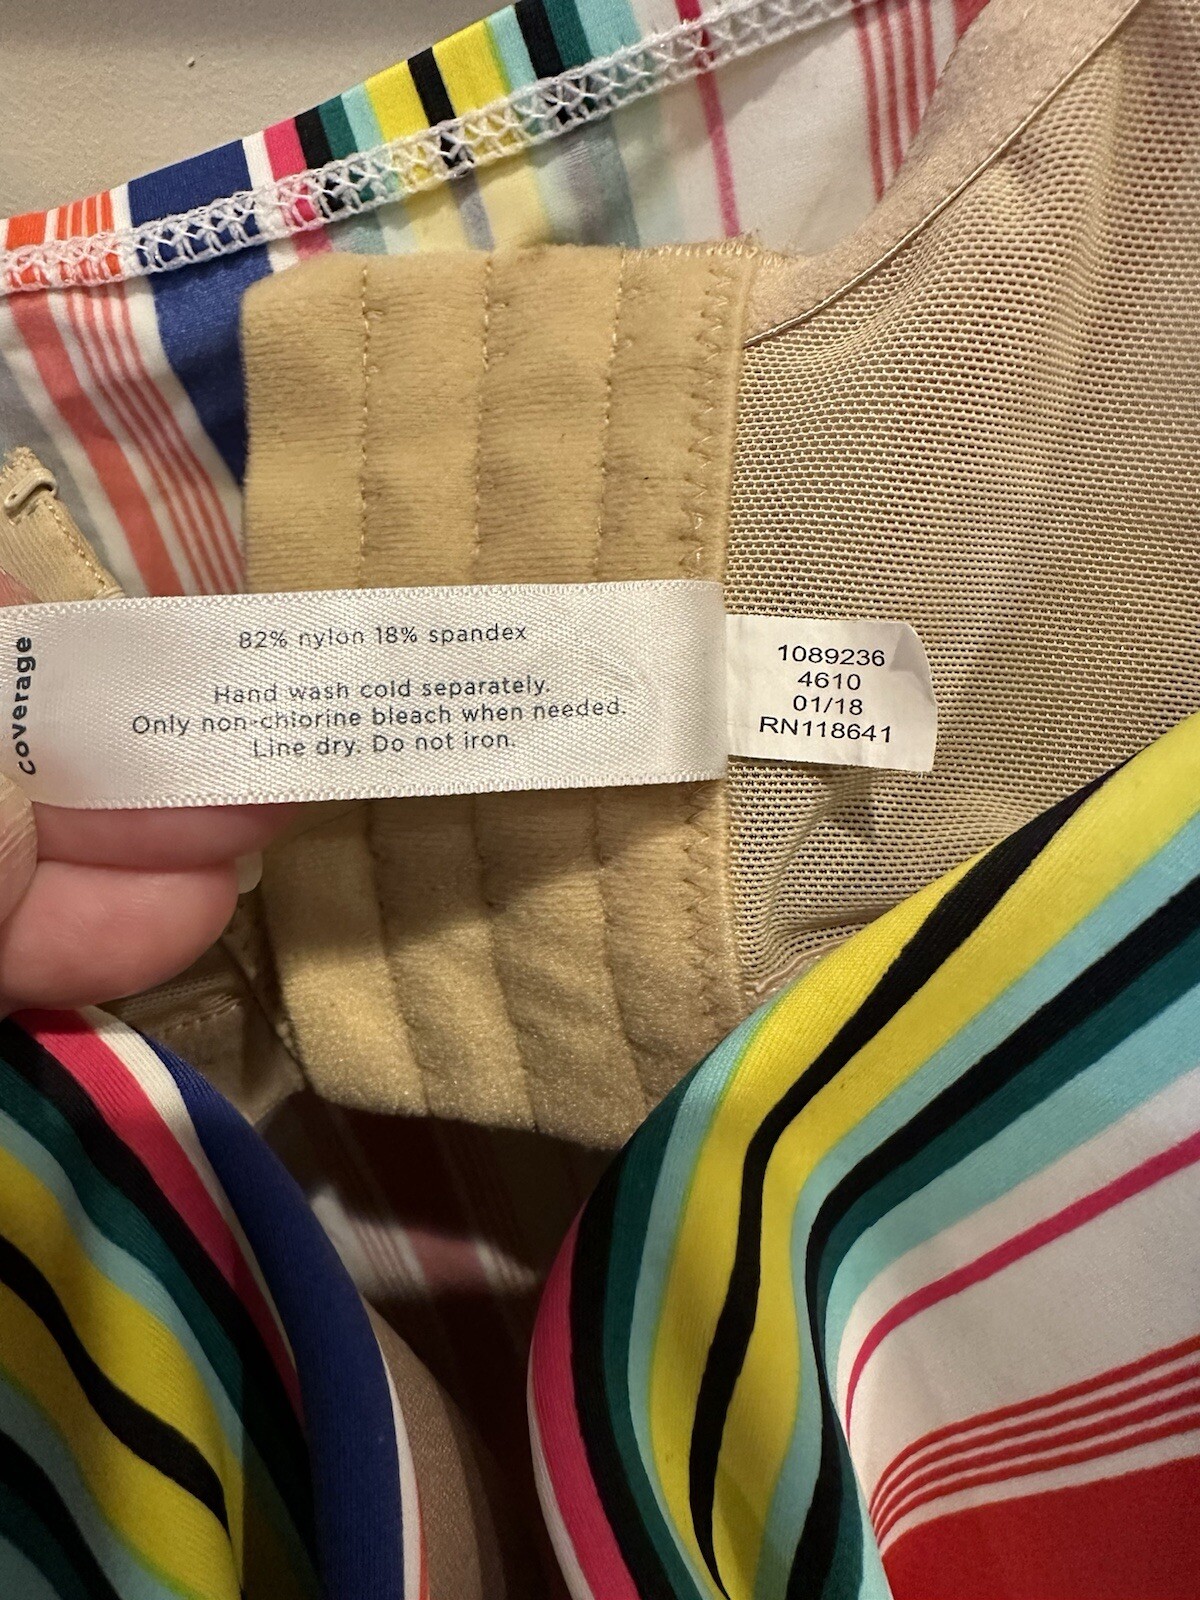 coverage
82% nylon 18% spandex
Hand wash cold separately.
Only non-chlorine bleach when needed.
Line dry. Do not iron.
1089236
4610
01/18
RN118641